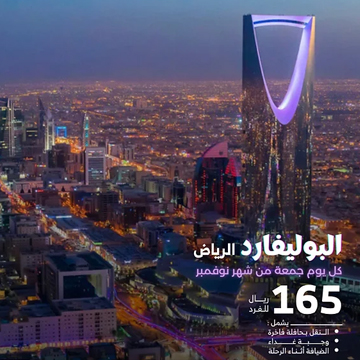 البوليفارد الرياض
كل يوم جمعة من شهر نوفمبر
165 ريال للفرد
يشمل :
• التنقل بحافلة فاخرة
• وجبة غداء
• الضيافة أثناء الرحلة